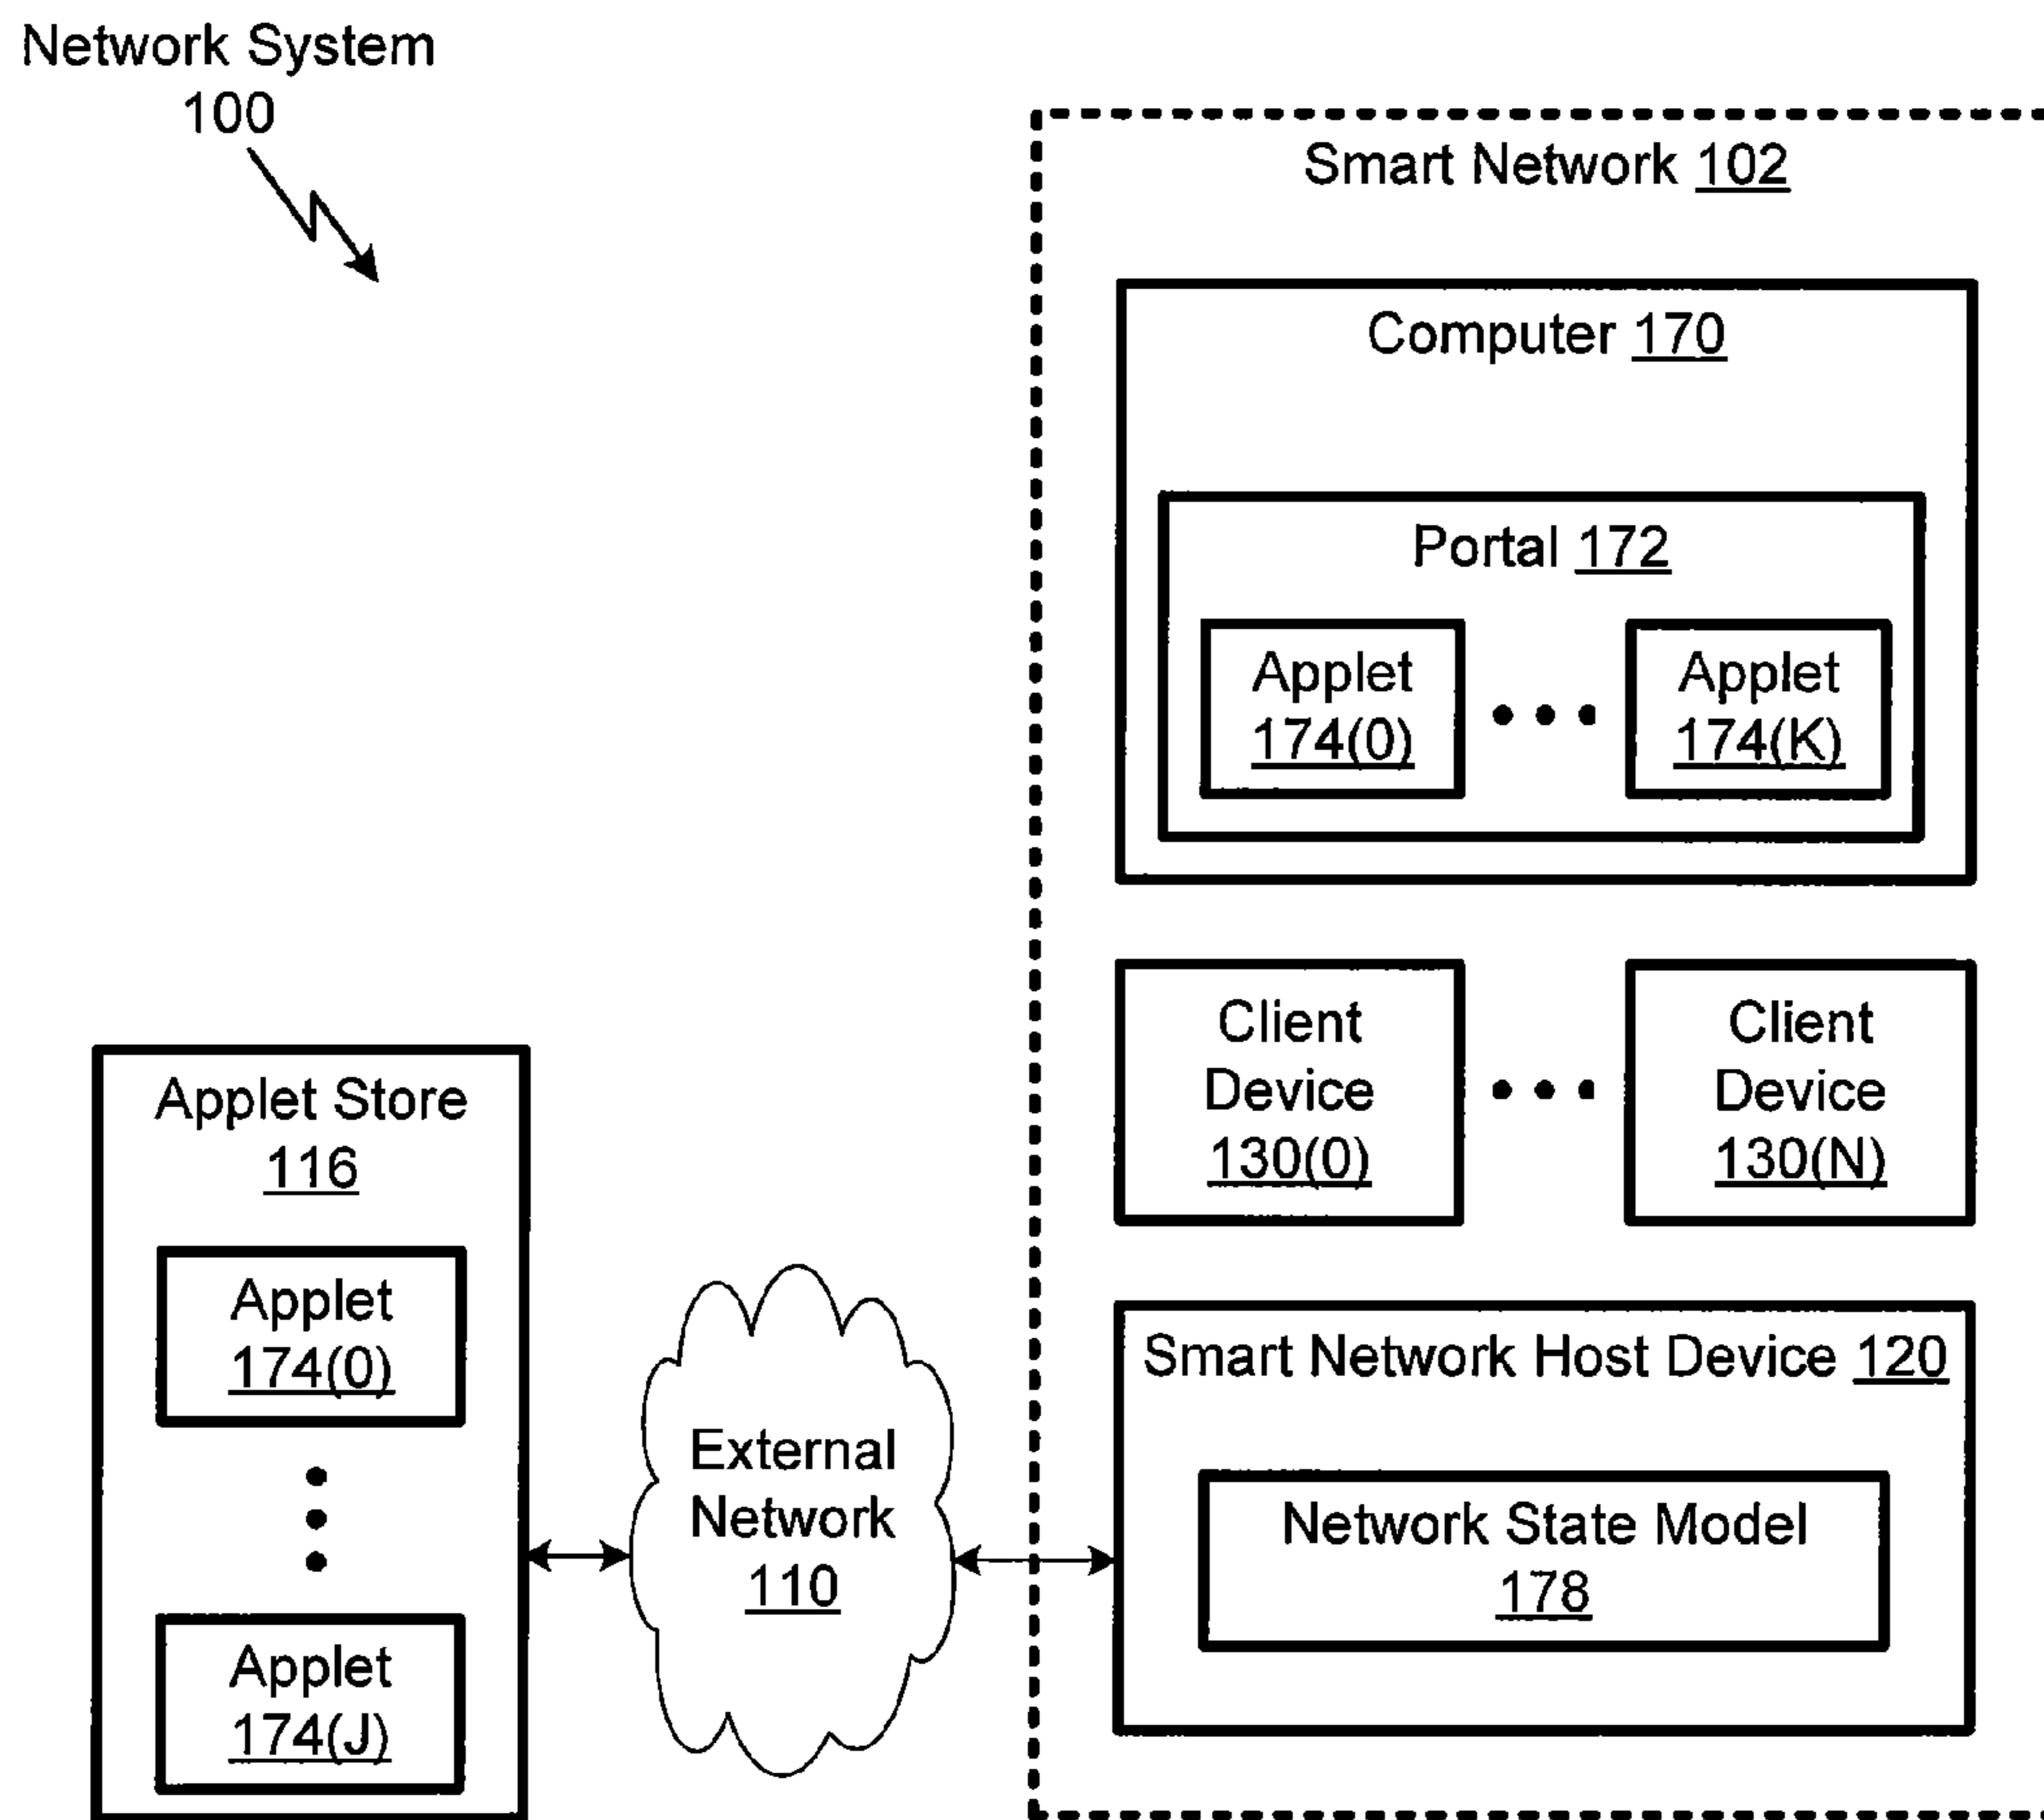 Network System
100
Smart Network 102
Computer 170
Portal 172
Applet
174(0)
Applet
174(K)
Client
Device
130(0)
Client
Device
130(N)
Applet Store
116
Applet
174(0)
Applet
174(J)
External
Network
110
Smart Network Host Device 120
Network State Model
178